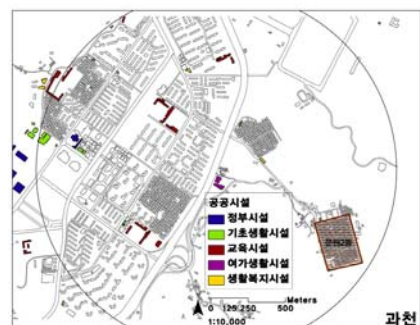 공공시설
정부시설
기초생활시설
교육시설
여가생활시설
생활복지시설
Meters
0 125 250 500
1:10,000
과천